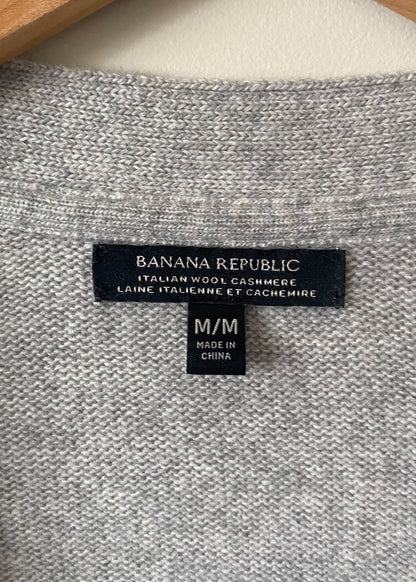 BANANA REPUBLIC
ITALIAN WOOL CASHMERE
LAINE ITALIENNE ET CACHEMIRE
M/M
MADE IN
CHINA